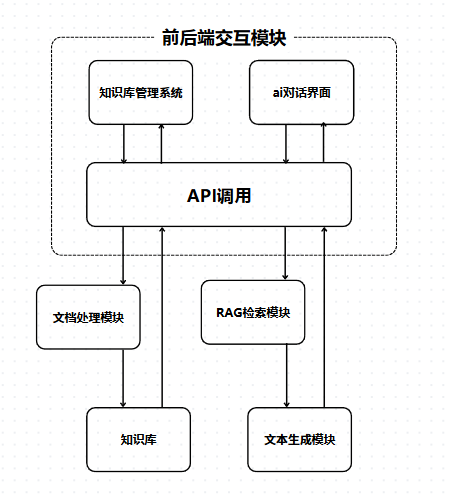 前后端交互模块
知识库管理系统
ai对话界面
API调用
文档处理模块
RAG检索模块
知识库
文本生成模块